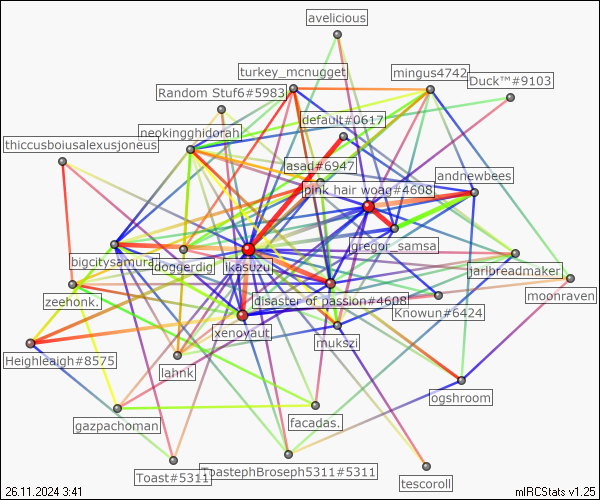 avelicious
turkey_mcnugget
mingus4742
Duck™#9103
Random Stuf6#5983
default#0617
neokingghidorah
thiccusboiusalexusjoneus
asad#6947
andnewbees
pink hair woag#4608
gregor_samsa
bigcitysamurai
doggerdig
ikasuzu
jarlbreadmaker
moonraven
zeehonk.
disaster of passion#4608
Knowun#6424
xenovaut
mukszi
Heighleaigh#8575
lahnk
ogshroom
gazpachoman
facadas.
Toast#5311
ToastephBroseph5311#5311
tescoroll
26.11.2024 3:41
mIRCStats v1.25